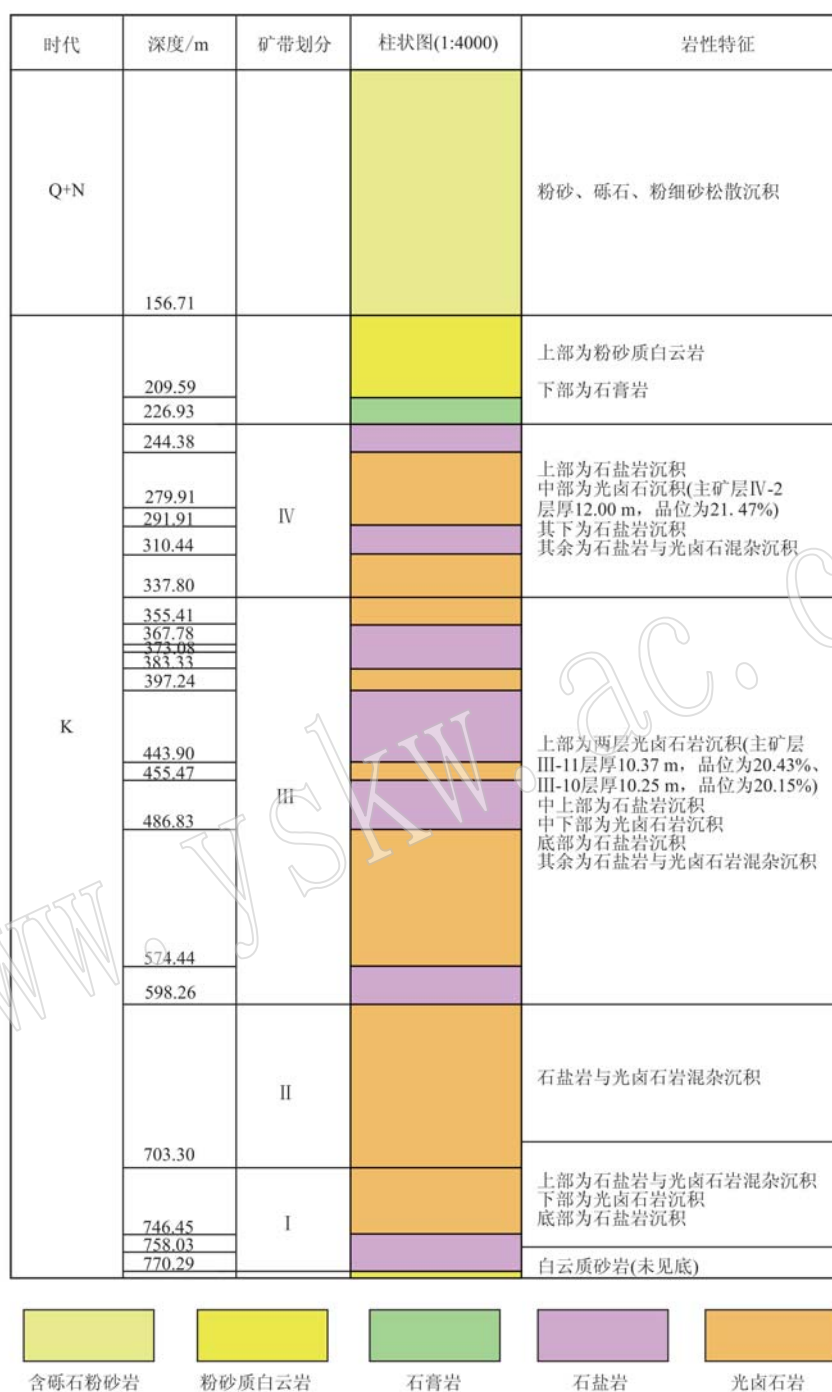 时代 深度/m 矿带划分 柱状图(1:4000) 岩性特征
Q+N
粉砂、砾石、粉细砂松散沉积
156.71
上部为粉砂质白云岩
209.59
下部为石膏岩
226.93
244.38
上部为石盐岩沉积
中部为光卤石沉积(主矿层Ⅳ-2
279.91
层厚12.00 m，品位为21. 47%)
291.91
Ⅳ
其下为石盐岩沉积
310.44
其余为石盐岩与光卤石混杂沉积
337.80
355.41
367.78
373.08
383.33
397.24
K
443.90
上部为两层光卤石岩沉积(主矿层
455.47
Ⅲ-11层厚10.37 m，品位为20.43%、
Ⅲ-10层厚10.25 m，品位为20.15%)
Ⅲ
中上部为石盐岩沉积
486.83
中下部为光卤石岩沉积
底部为石盐岩沉积
其余为石盐岩与光卤石岩混杂沉积
574.44
598.26
石盐岩与光卤石岩混杂沉积
Ⅱ
703.30
上部为石盐岩与光卤石岩混杂沉积
下部为光卤石岩沉积
底部为石盐岩沉积
Ⅰ
746.45
758.03
770.29
白云质砂岩(未见底)
含砾石粉砂岩 粉砂质白云岩 石膏岩 石盐岩 光卤石岩
www.yskw.ac.c